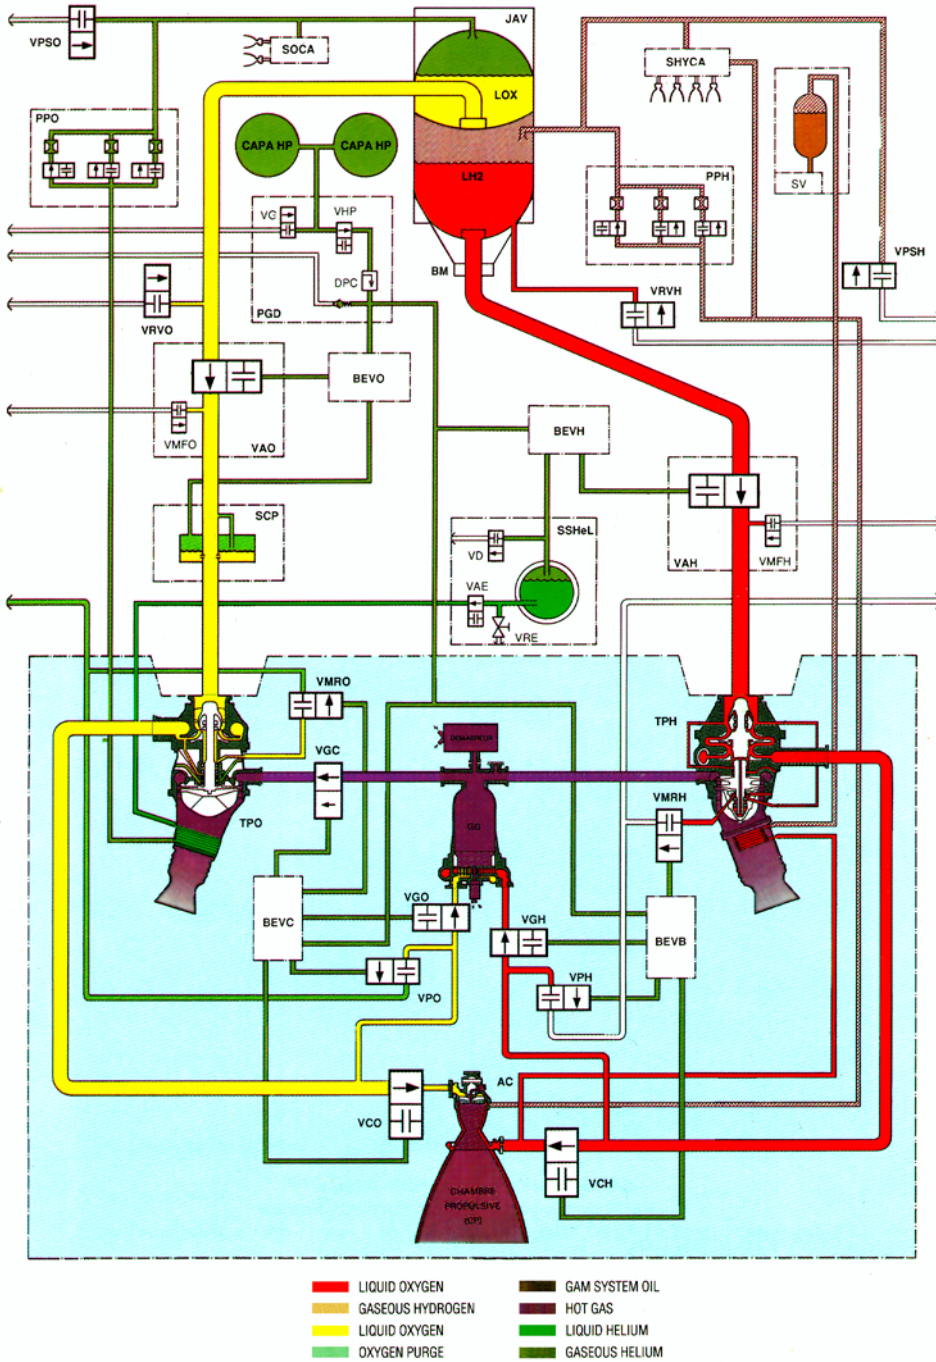 JAV
VPSO
SOCA
SHYCA
LOX
PPO
CAPA HP
CAPA HP
SV
LH2
PPH
VG
VHP
VPSH
BM
DPC
VRVH
PGD
VRVO
BEVO
VMFO
VAO
BEVH
SCP
SSHeL
VD
VAH
VMFH
VAE
VRE
VMRO
TPH
DEMARREUR
VGC
VMRH
TPO
GG
VGO
BEVC
VGH
BEVB
VPH
VPO
AC
VCO
VCH
CHAMBRE
PROPULSIVE
(CP)
LIQUID OXYGEN
GAM SYSTEM OIL
GASEOUS HYDROGEN
HOT GAS
LIQUID OXYGEN
LIQUID HELIUM
OXYGEN PURGE
GASEOUS HELIUM